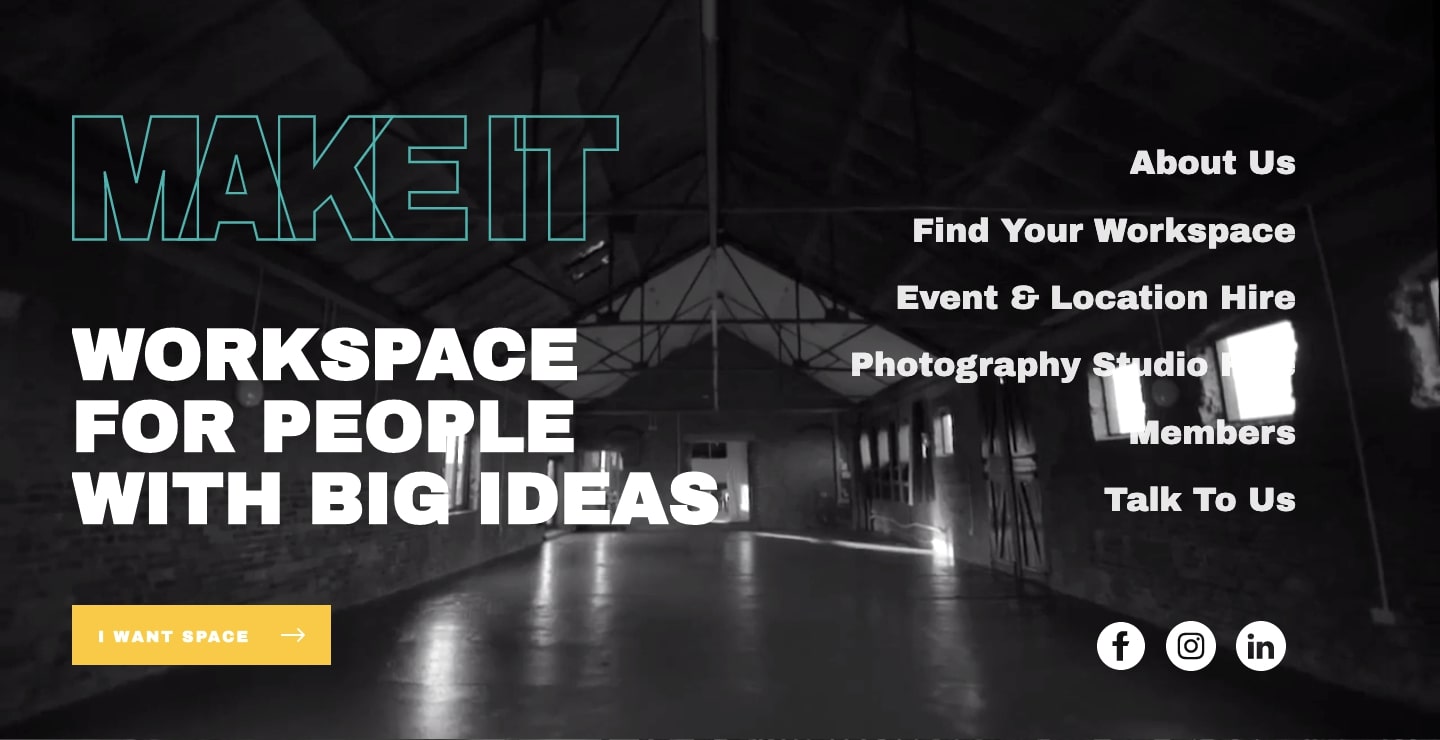 MAKE IT
WORKSPACE
FOR PEOPLE
WITH BIG IDEAS
I WANT SPACE
About Us
Find Your Workspace
Event & Location Hire
Photography Studio
Members
Talk To Us